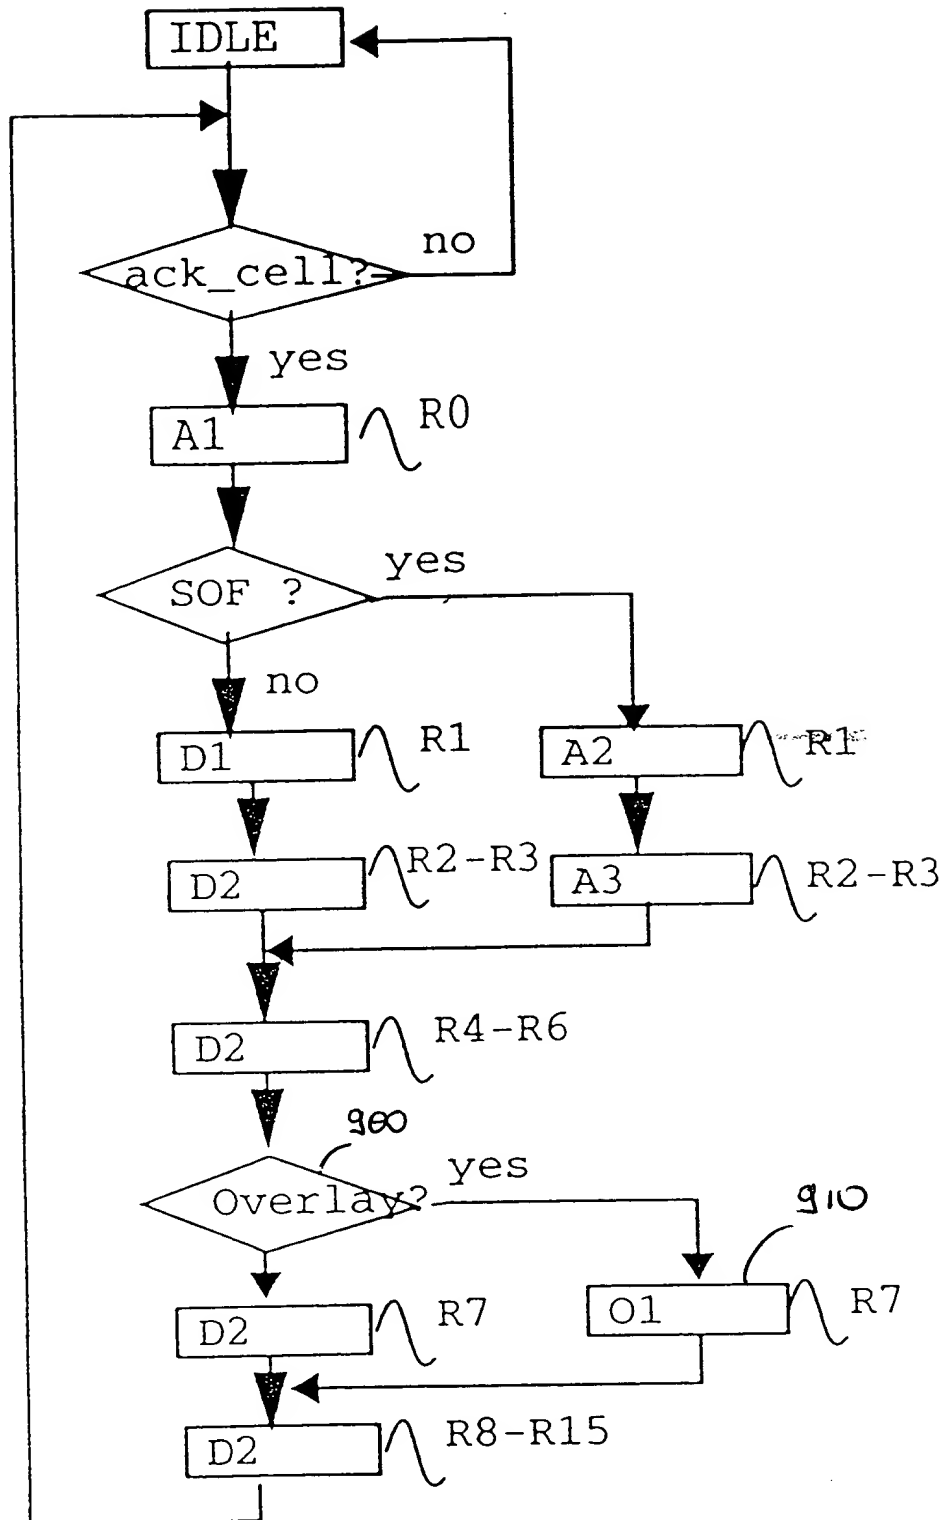 IDLE
no
ack_cell?
yes
A1
R0
yes
SOF ?
no
D1
R1
A2
R1
D2
R2-R3
A3
R2-R3
D2
R4-R6
900
yes
Overlay?
910
D2
R7
O1
R7
D2
R8-R15